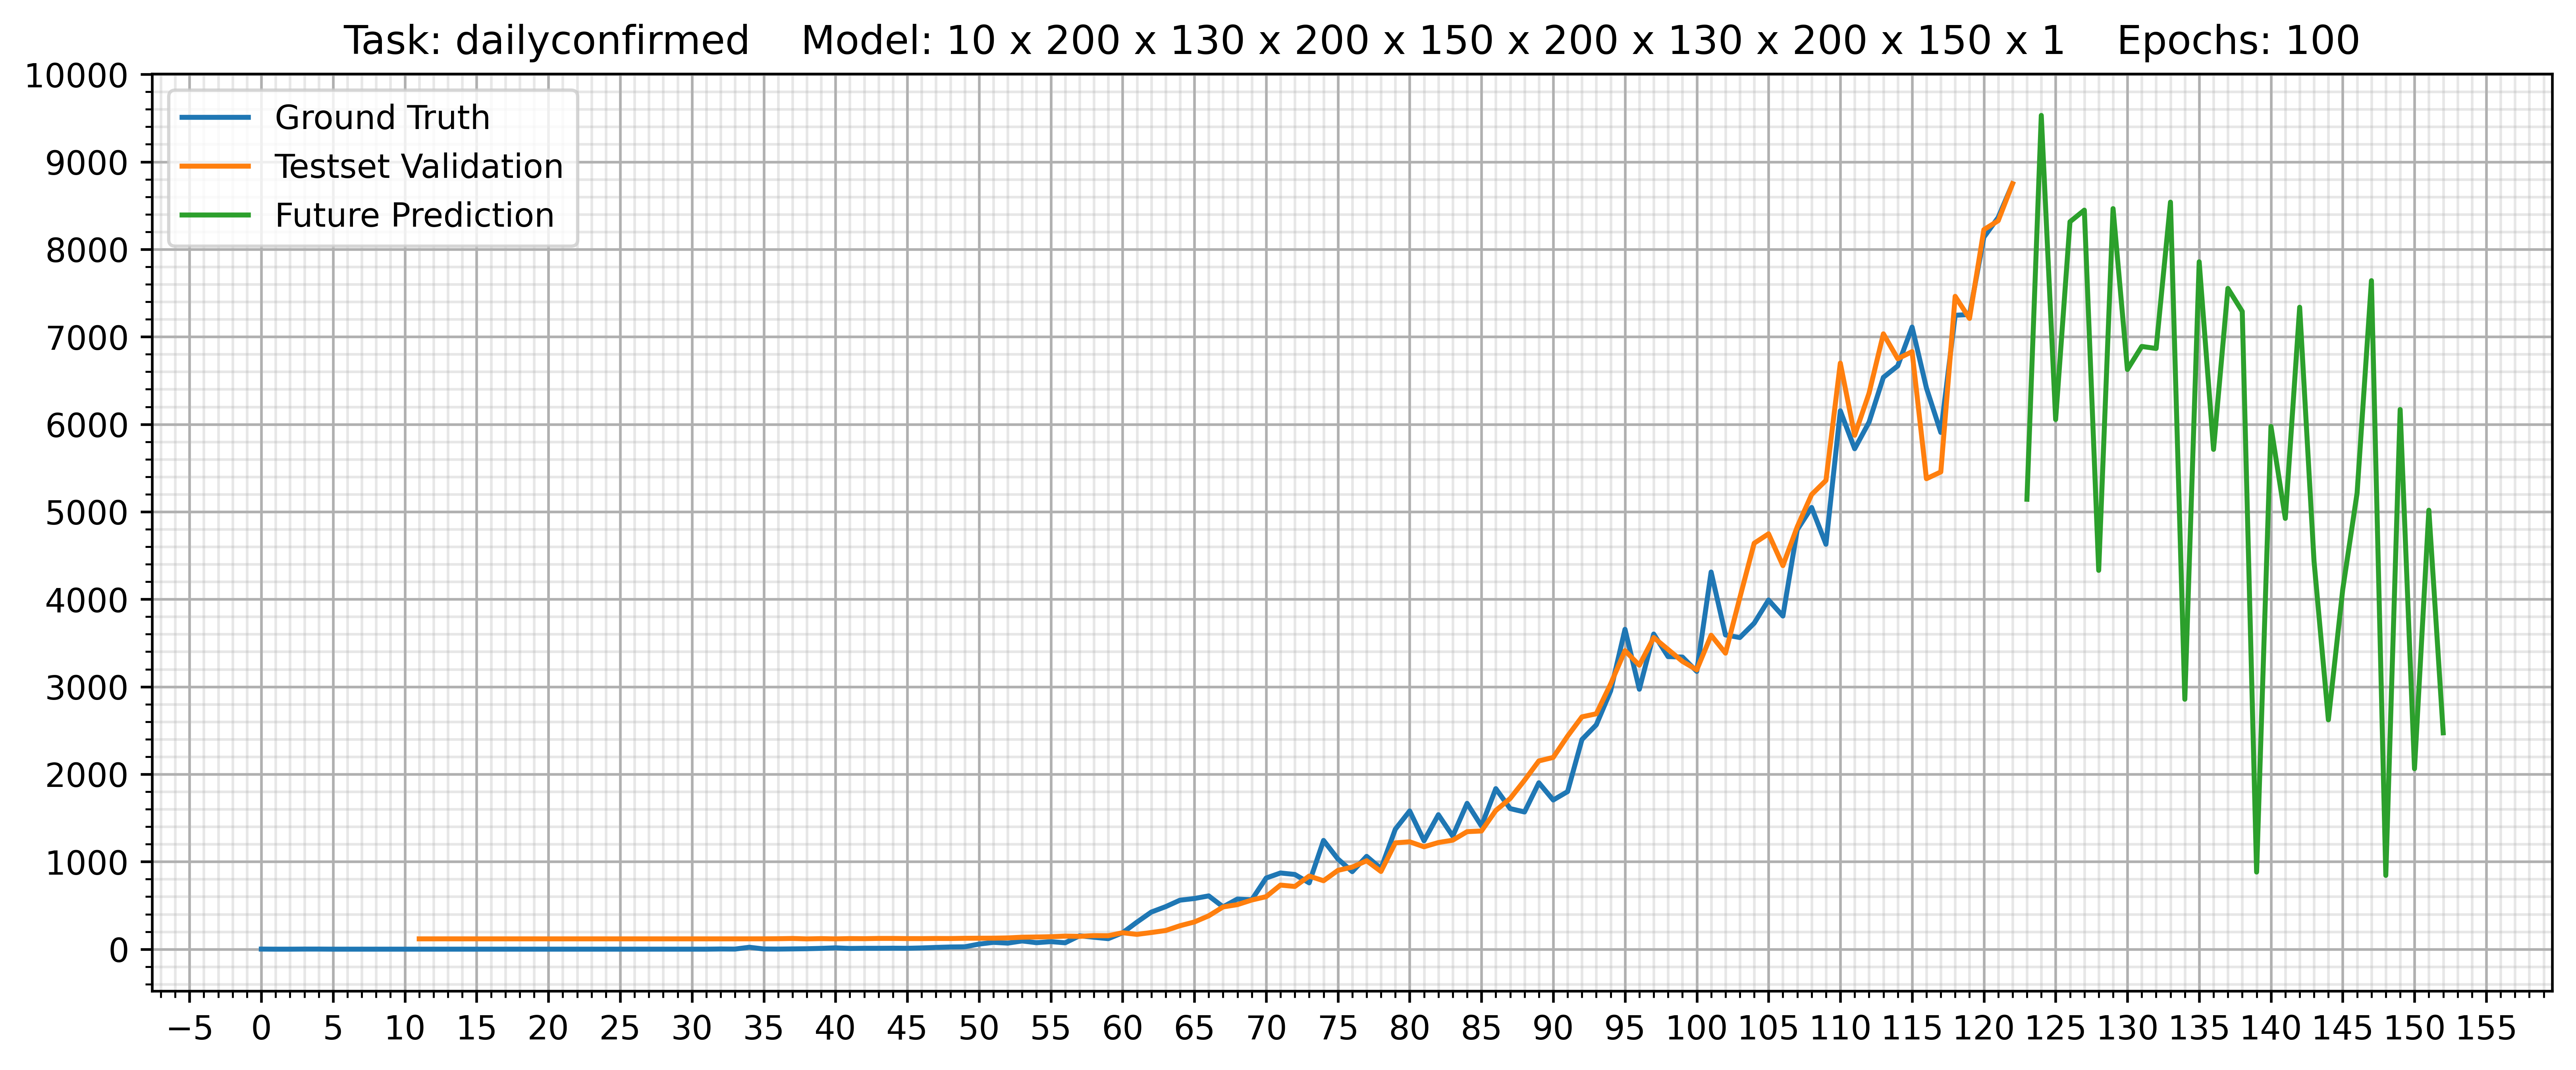 Task: dailyconfirmed    Model: 10 x 200 x 130 x 200 x 150 x 200 x 130 x 200 x 150 x 1    Epochs: 100
10000
9000
8000
7000
6000
5000
4000
3000
2000
1000
0
Ground Truth
Testset Validation
Future Prediction
−5 0 5 10 15 20 25 30 35 40 45 50 55 60 65 70 75 80 85 90 95 100 105 110 115 120 125 130 135 140 145 150 155